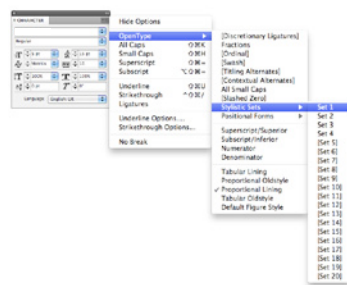 CHARACTER
Regular
Language: English: UK
Hide Options
OpenType
All Caps ⇧⌘K
Small Caps ⇧⌘H
Superscript ⇧⌘=
Subscript ⌥⇧⌘=
Underline ⇧⌘U
Strikethrough ^⇧⌘/
Ligatures
Underline Options...
Strikethrough Options...
No Break
[Discretionary Ligatures]
Fractions
[Ordinal]
[Swash]
[Titling Alternates]
[Contextual Alternates]
All Small Caps
[Slashed Zero]
Stylistic Sets
Positional Forms
Superscript/Superior
Subscript/Inferior
Numerator
Denominator
Tabular Lining
Proportional Oldstyle
✓ Proportional Lining
Tabular Oldstyle
Default Figure Style
Set 1
Set 2
Set 3
Set 4
[Set 5]
[Set 6]
[Set 7]
[Set 8]
[Set 9]
[Set 10]
[Set 11]
[Set 12]
[Set 13]
[Set 14]
[Set 15]
[Set 16]
[Set 17]
[Set 18]
[Set 19]
[Set 20]